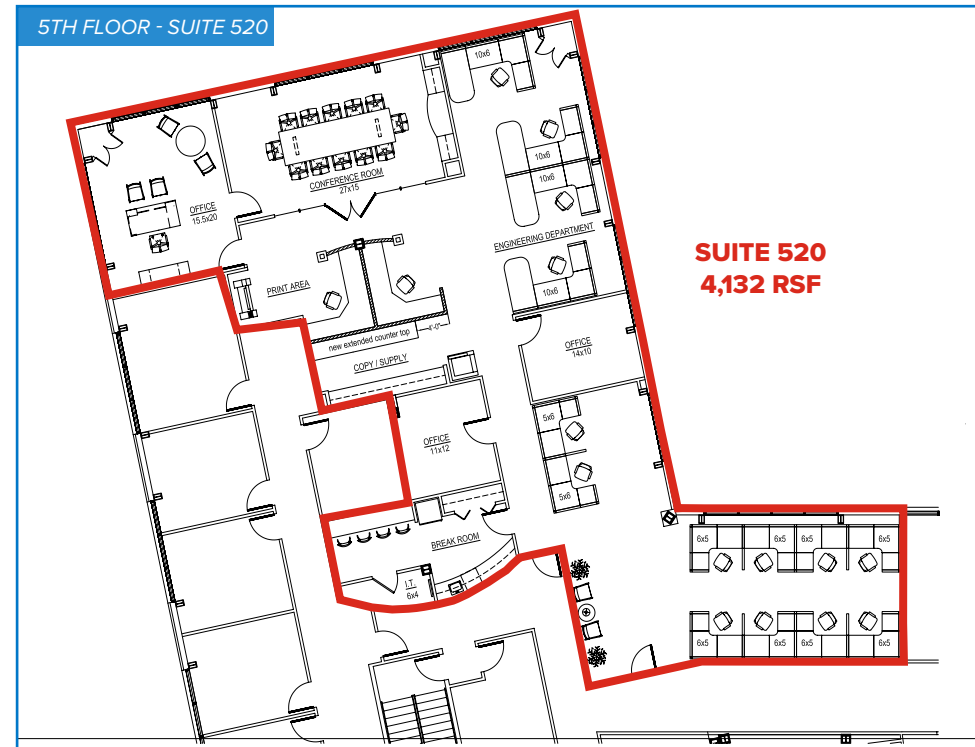 5TH FLOOR - SUITE 520
10x6
CONFERENCE ROOM
27x15
OFFICE
15.5x20
10x6
10x6
ENGINEERING DEPARTMENT
10x6
PRINT AREA
new extended counter top
4'-0"
COPY / SUPPLY
OFFICE
14x10
SUITE 520
4,132 RSF
OFFICE
11x12
5x6
5x6
BREAK ROOM
I.T.
6x4
6x5 6x5 6x5 6x5
6x5 6x5 6x5 6x5